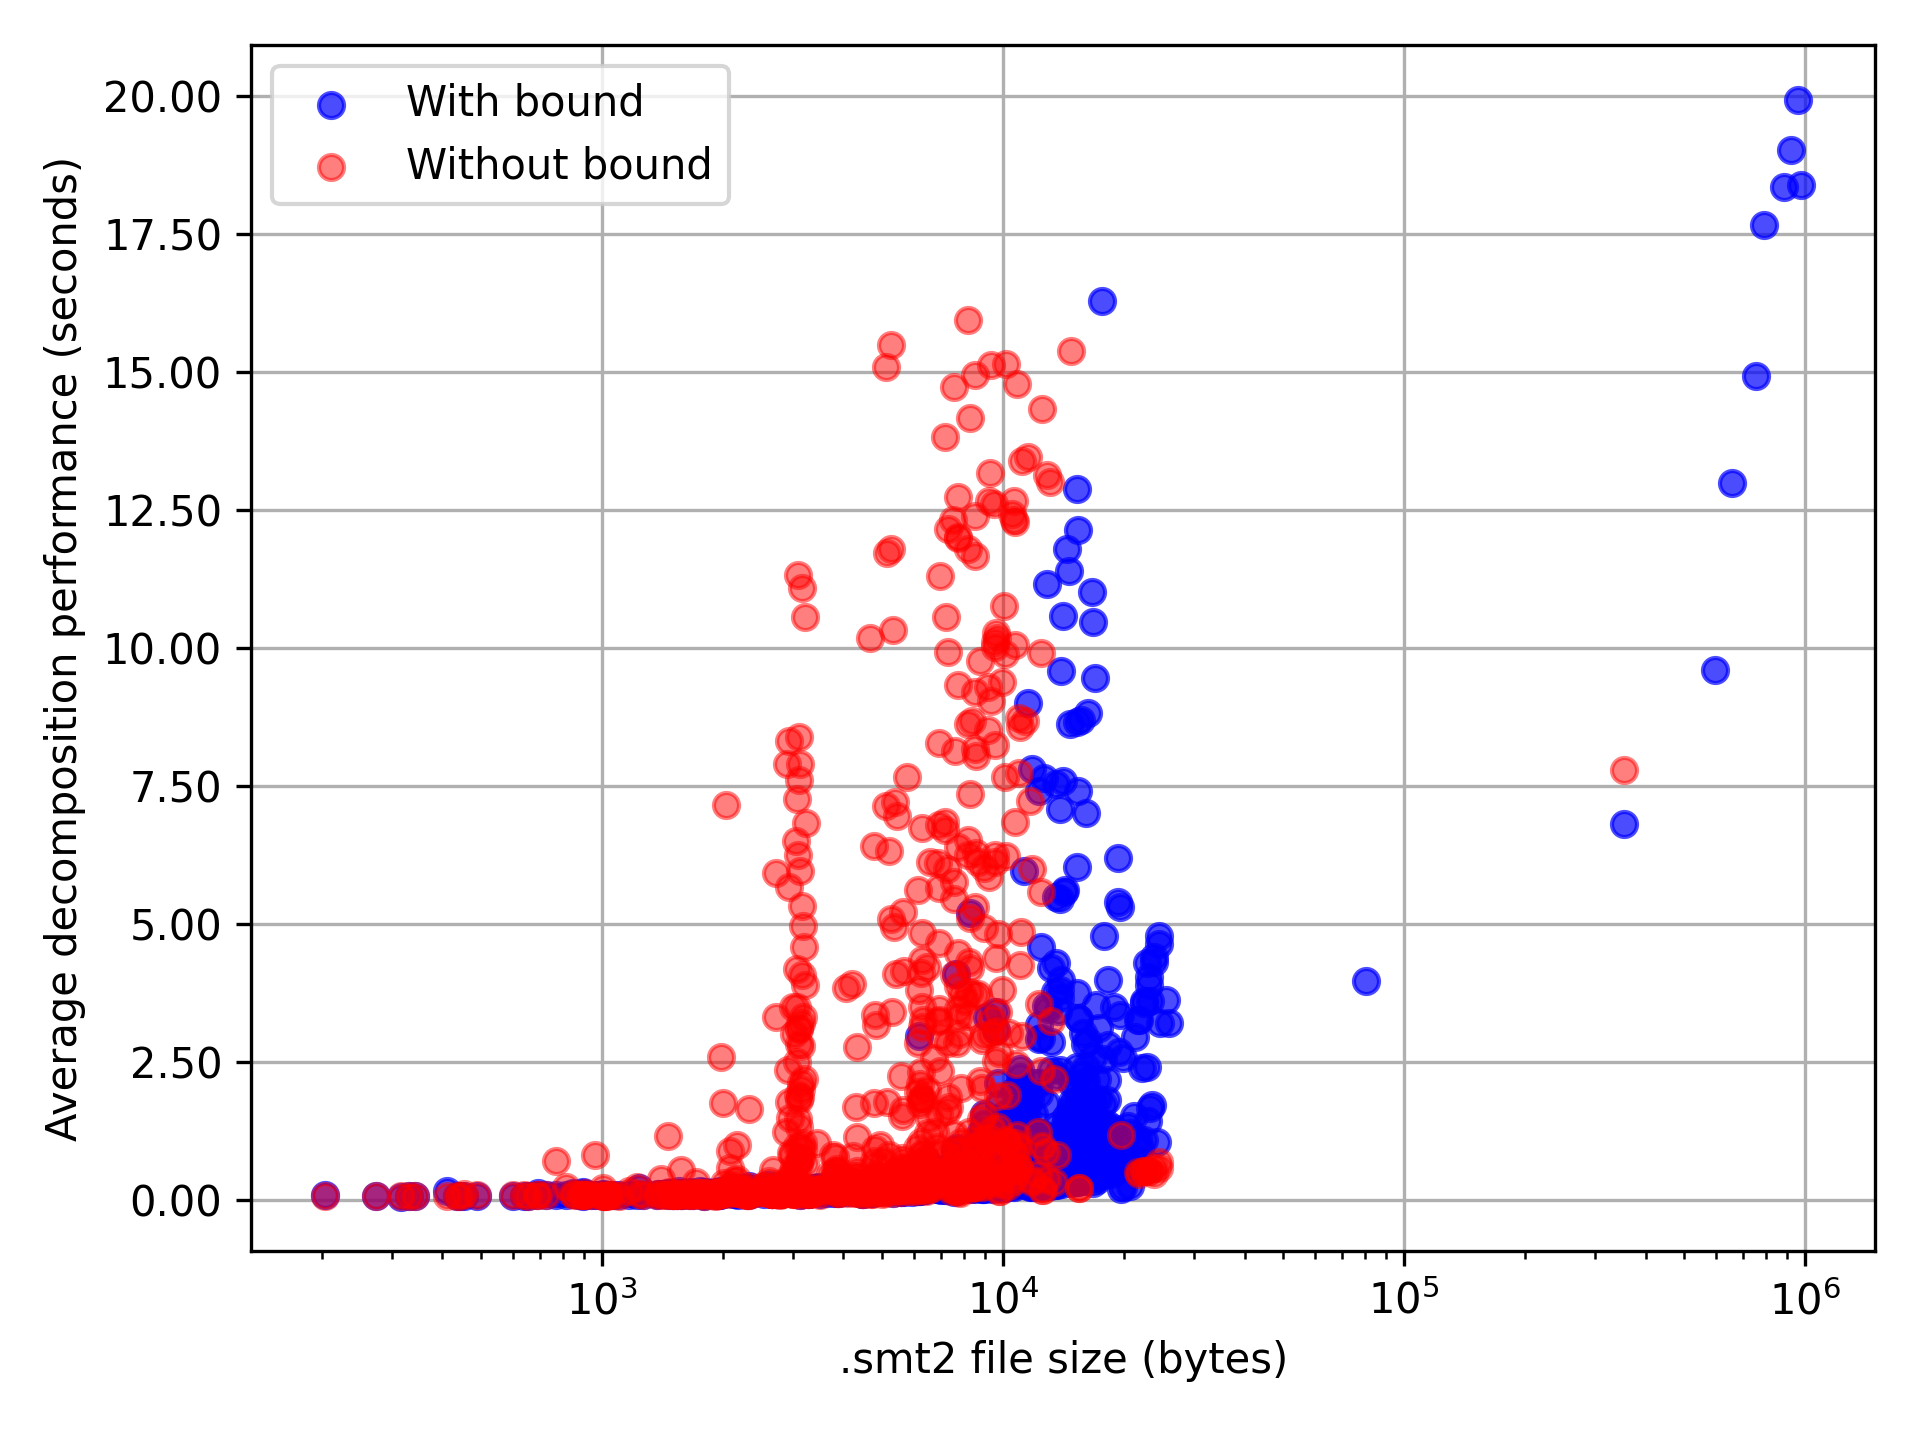 With bound
Without bound
20.00
17.50
15.00
12.50
10.00
7.50
5.00
2.50
0.00
Average decomposition performance (seconds)
10³ 10⁴ 10⁵ 10⁶
.smt2 file size (bytes)